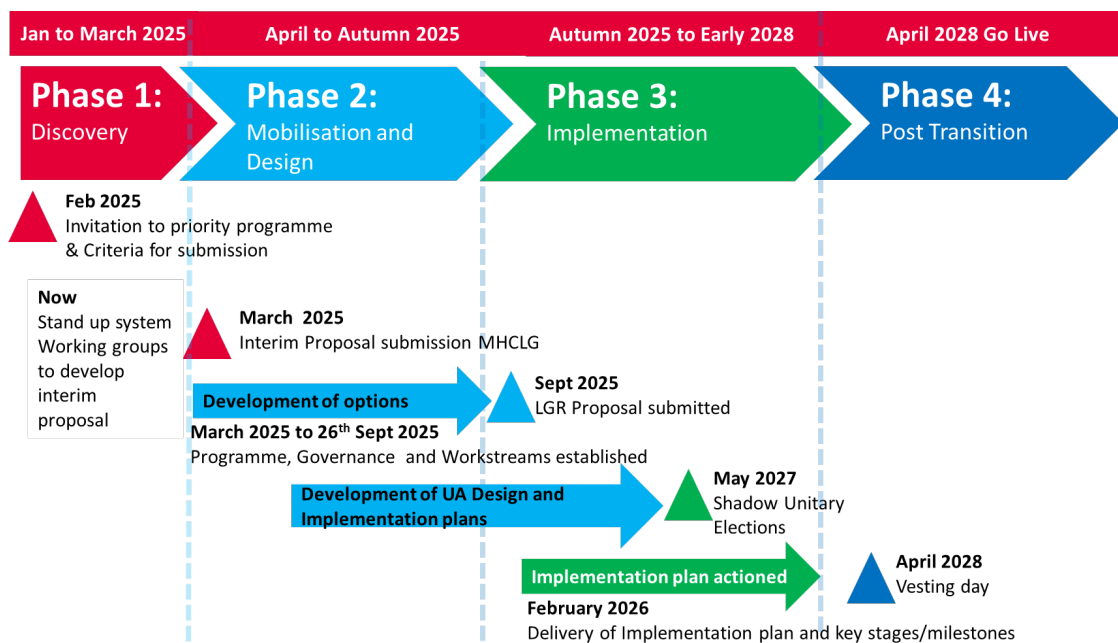 Jan to March 2025
April to Autumn 2025
Autumn 2025 to Early 2028
April 2028 Go Live
Phase 1:
Discovery
Phase 2:
Mobilisation and
Design
Phase 3:
Implementation
Phase 4:
Post Transition
Feb 2025
Invitation to priority programme
& Criteria for submission
Now
Stand up system
Working groups
to develop
interim
proposal
March 2025
Interim Proposal submission MHCLG
Development of options
Sept 2025
LGR Proposal submitted
March 2025 to 26th Sept 2025
Programme, Governance and Workstreams established
Development of UA Design and
Implementation plans
May 2027
Shadow Unitary
Elections
Implementation plan actioned
April 2028
Vesting day
February 2026
Delivery of Implementation plan and key stages/milestones